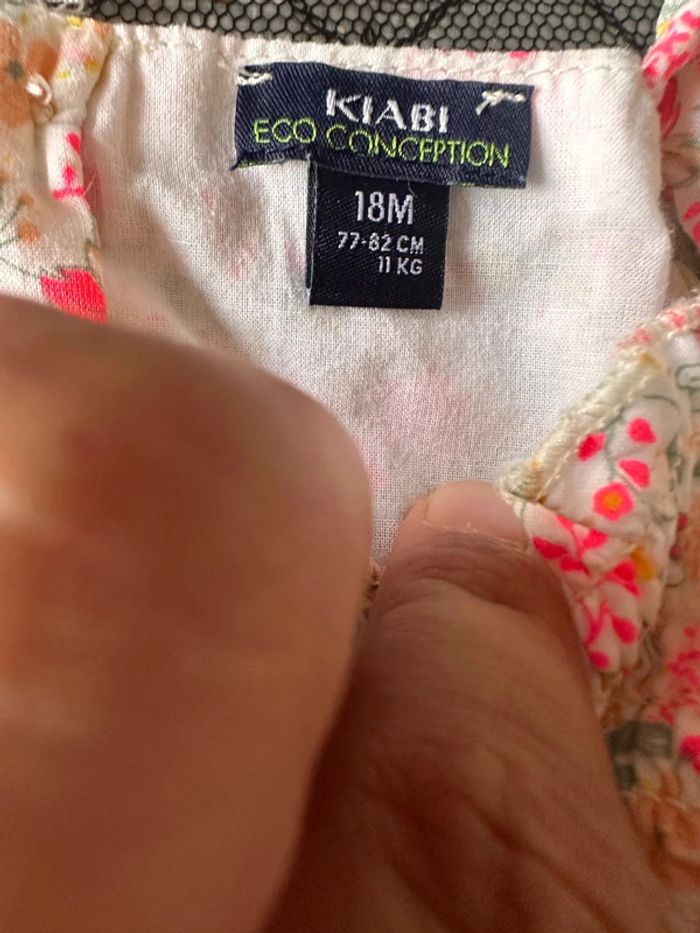 KIABI
ECO CONCEPTION
18M
77-82 CM
11 KG